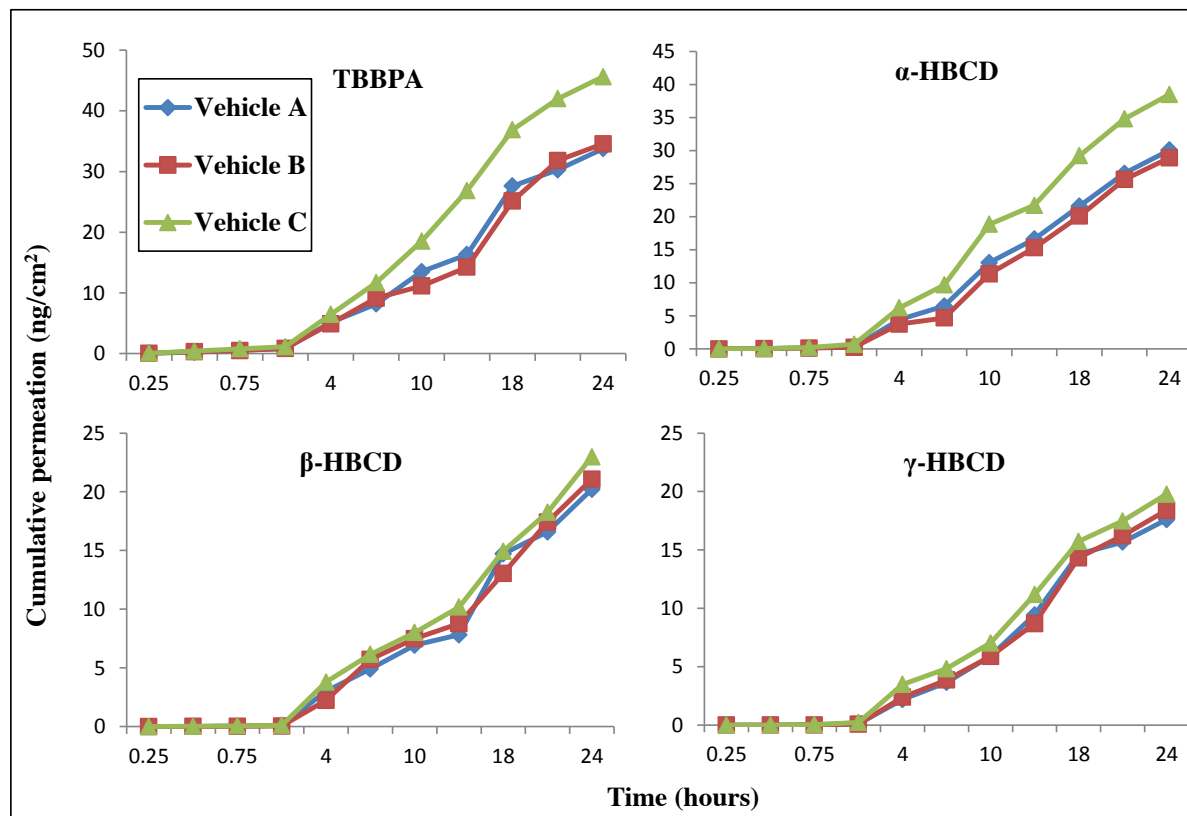 Cumulative permeation (ng/cm²)
TBBPA
Vehicle A
Vehicle B
Vehicle C
50
40
30
20
10
0
0.25 0.75 4 10 18 24
α-HBCD
45
40
35
30
25
20
15
10
5
0
0.25 0.75 4 10 18 24
β-HBCD
25
20
15
10
5
0
0.25 0.75 4 10 18 24
γ-HBCD
25
20
15
10
5
0
0.25 0.75 4 10 18 24
Time (hours)